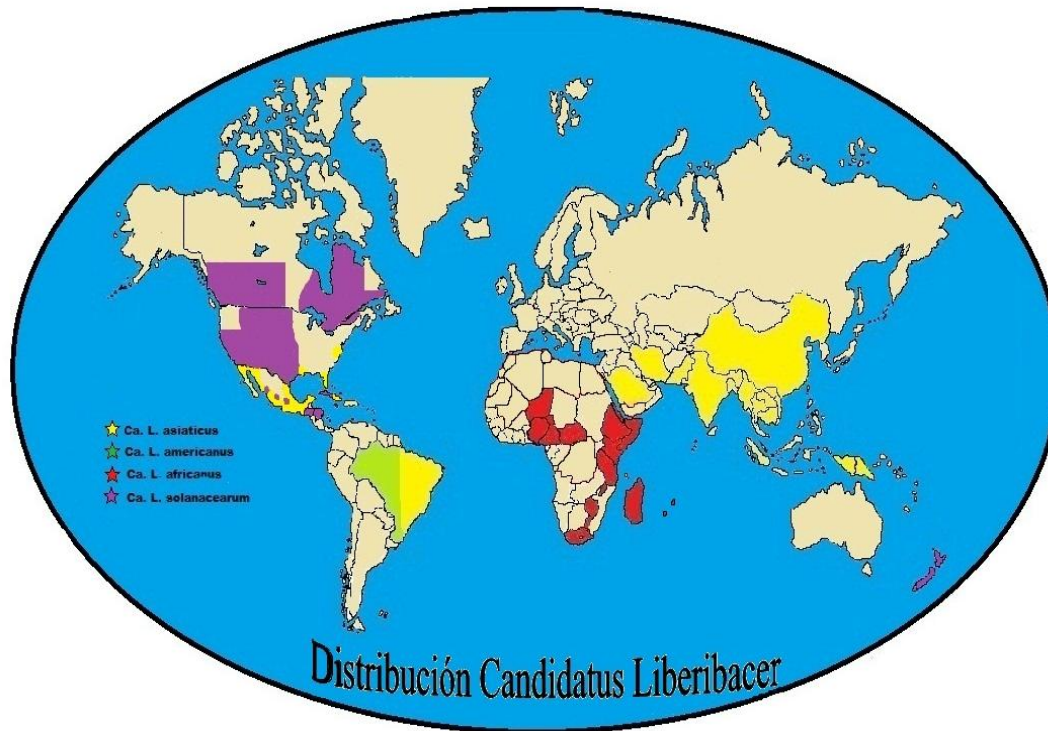 Ca. L. asiaticus
Ca. L. americanus
Ca. L. africanus
Ca. L. solanacearum
Distribución Candidatus Liberibacer